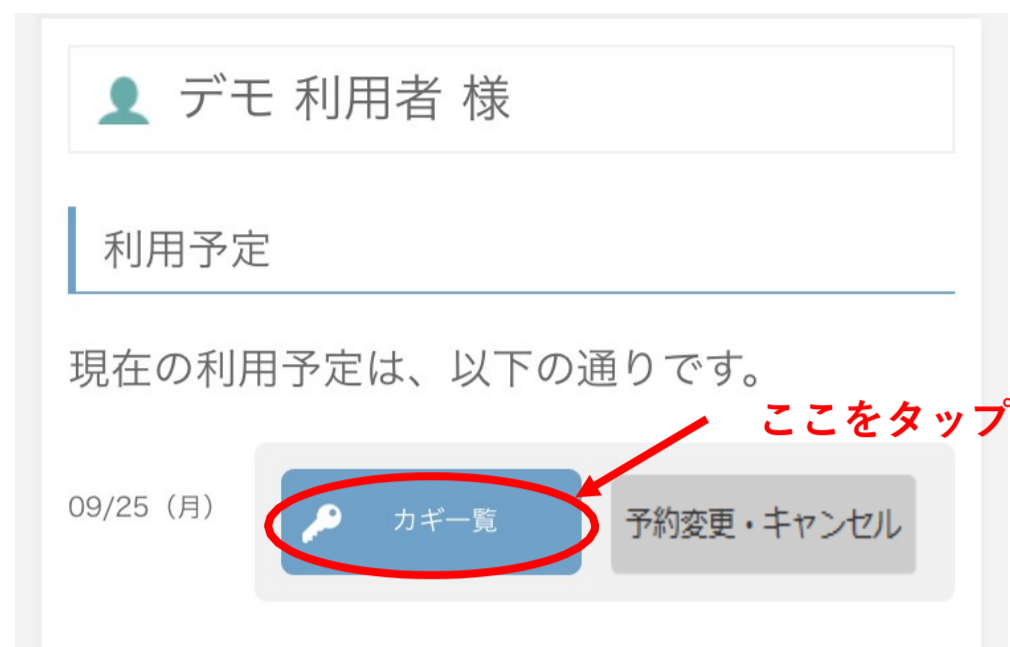 デモ 利用者 様
利用予定
現在の利用予定は、以下の通りです。
ここをタップ
09/25（月）
カギ一覧
予約変更・キャンセル